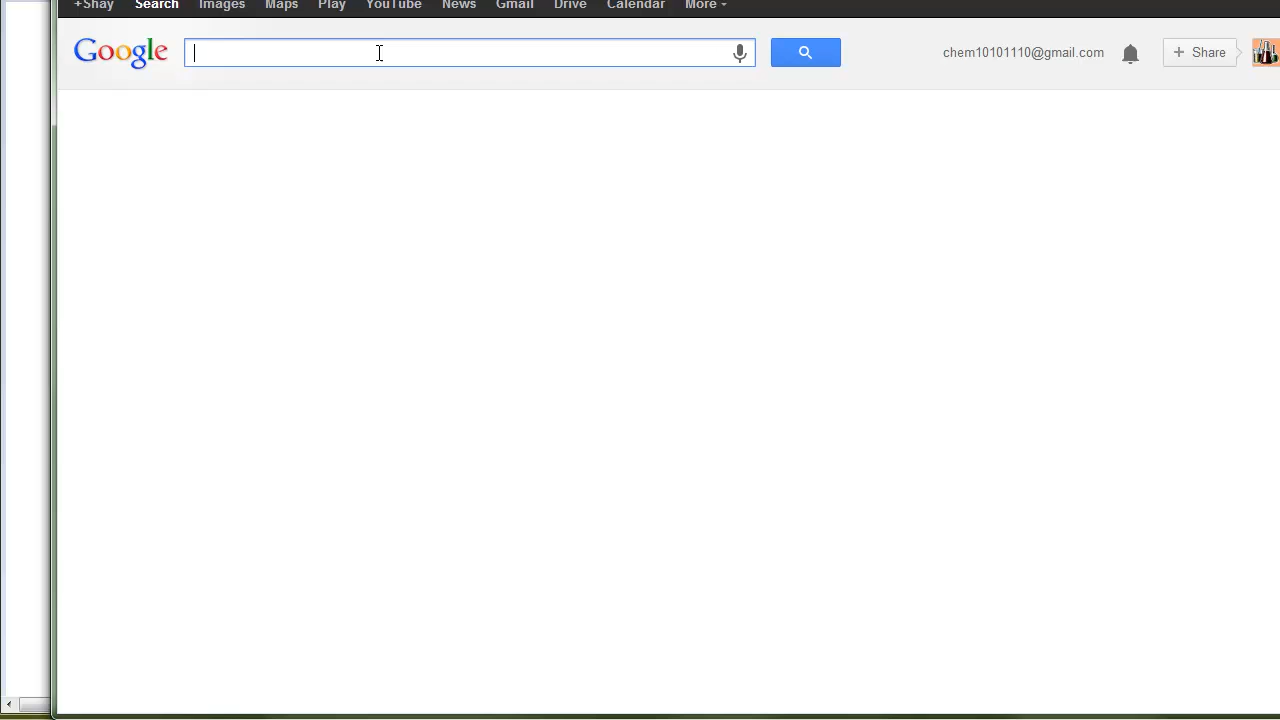 +Shay Search Images Maps Play YouTube News Gmail Drive Calendar More
Google chem10101110@gmail.com + Share